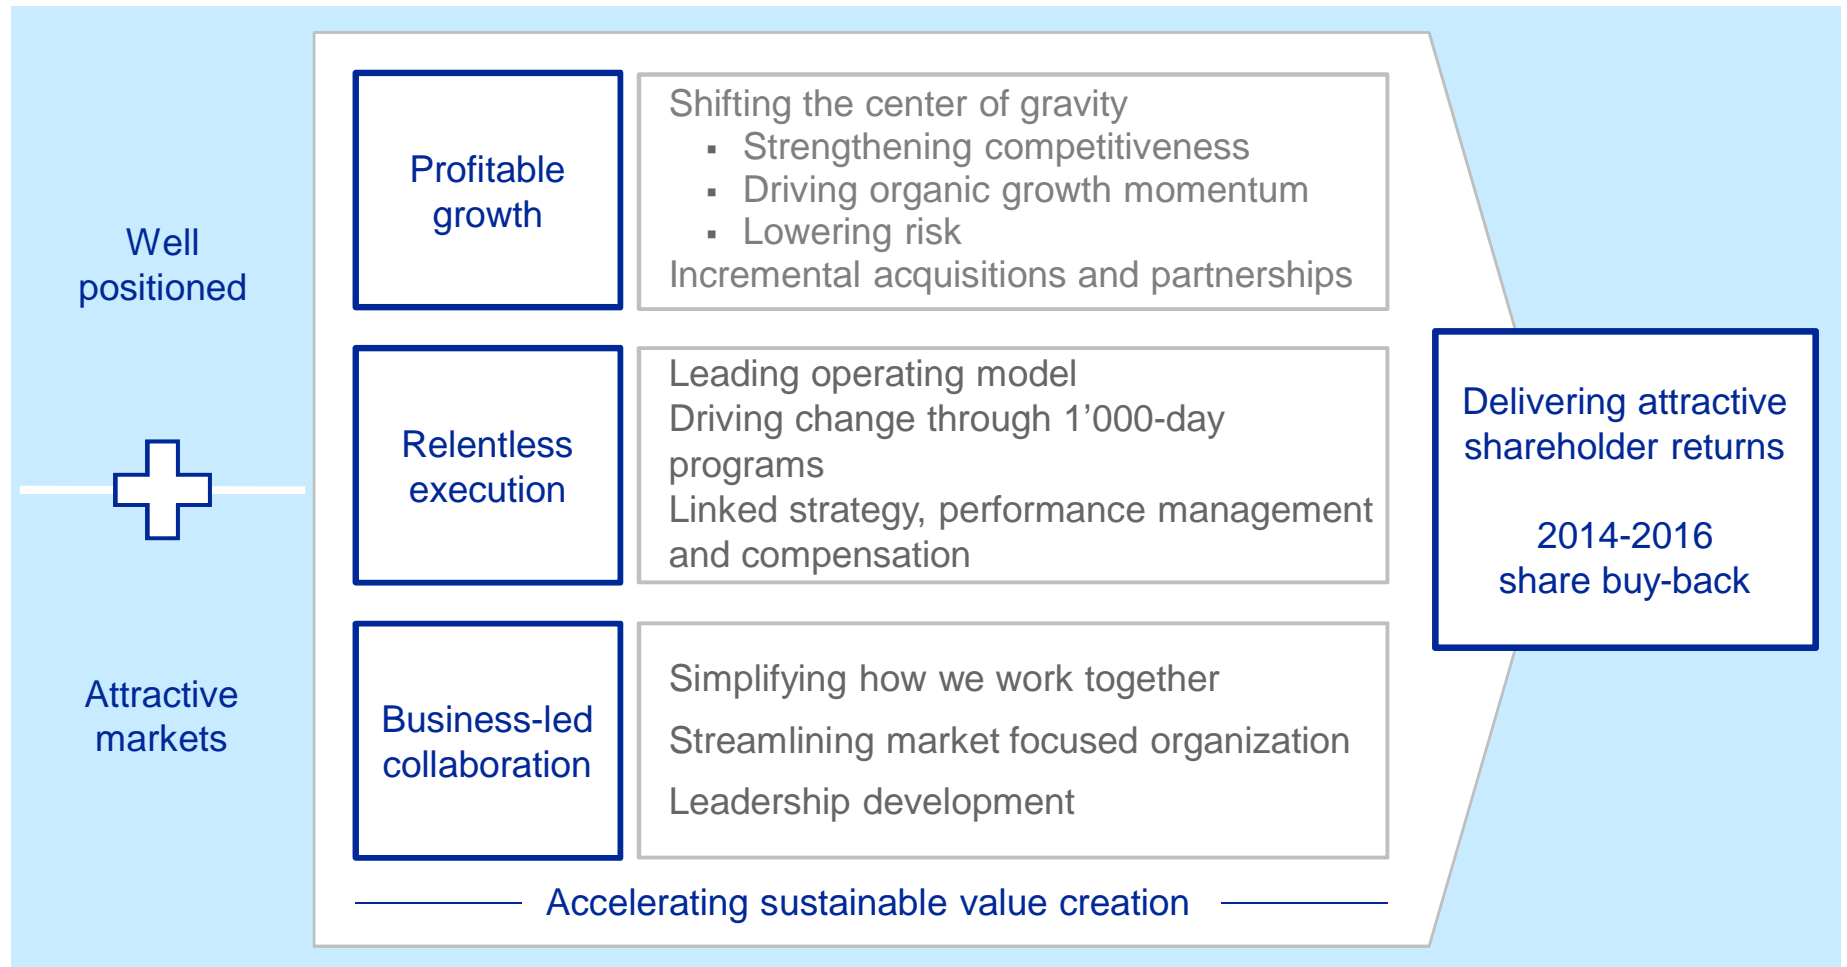 Well
positioned
Attractive
markets
Profitable
growth
Shifting the center of gravity
▪ Strengthening competitiveness
▪ Driving organic growth momentum
▪ Lowering risk
Incremental acquisitions and partnerships
Relentless
execution
Leading operating model
Driving change through 1’000-day
programs
Linked strategy, performance management
and compensation
Business-led
collaboration
Simplifying how we work together
Streamlining market focused organization
Leadership development
Accelerating sustainable value creation
Delivering attractive
shareholder returns
2014-2016
share buy-back